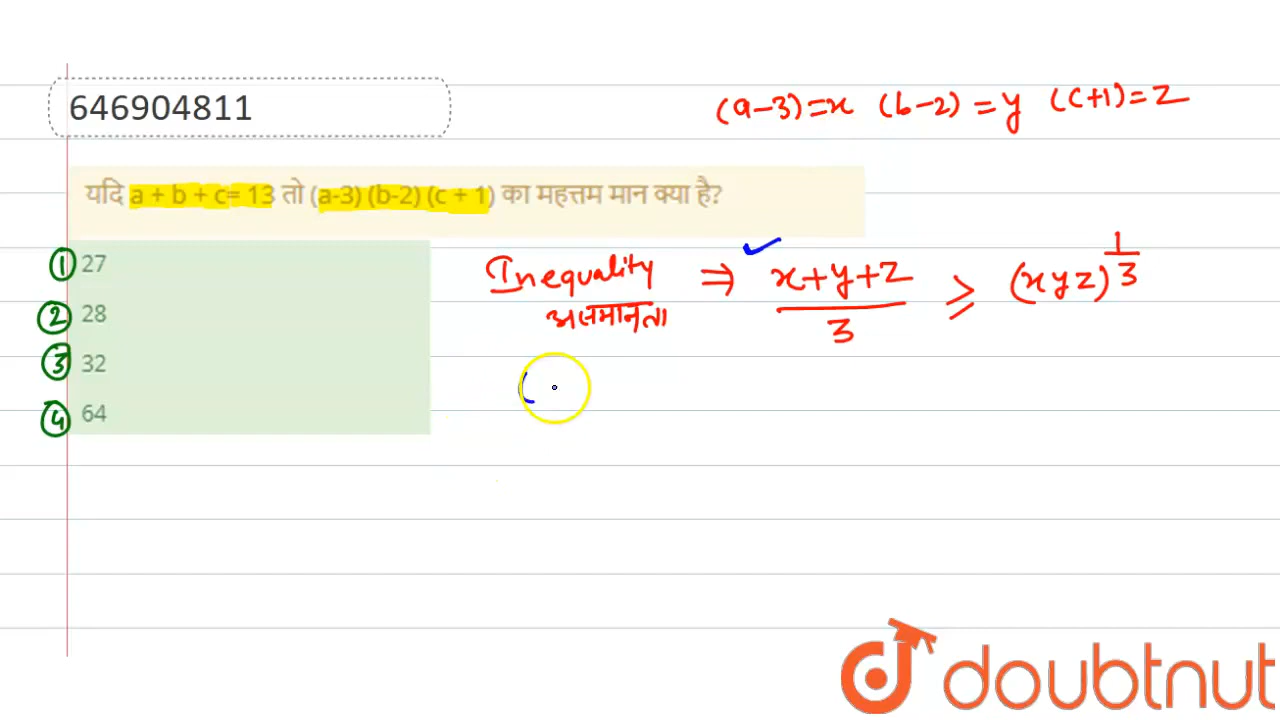 646904811
(a-3)=x (b-2)=y (c+1)=z
यदि a + b + c= 13 तो (a-3) (b-2) (c + 1) का महत्तम मान क्या है?
① 27
② 28
③ 32
④ 64
Inequality ⇒ x+y+z/3 ≥ (xyz)^1/3
असमानता
(
doubtnut